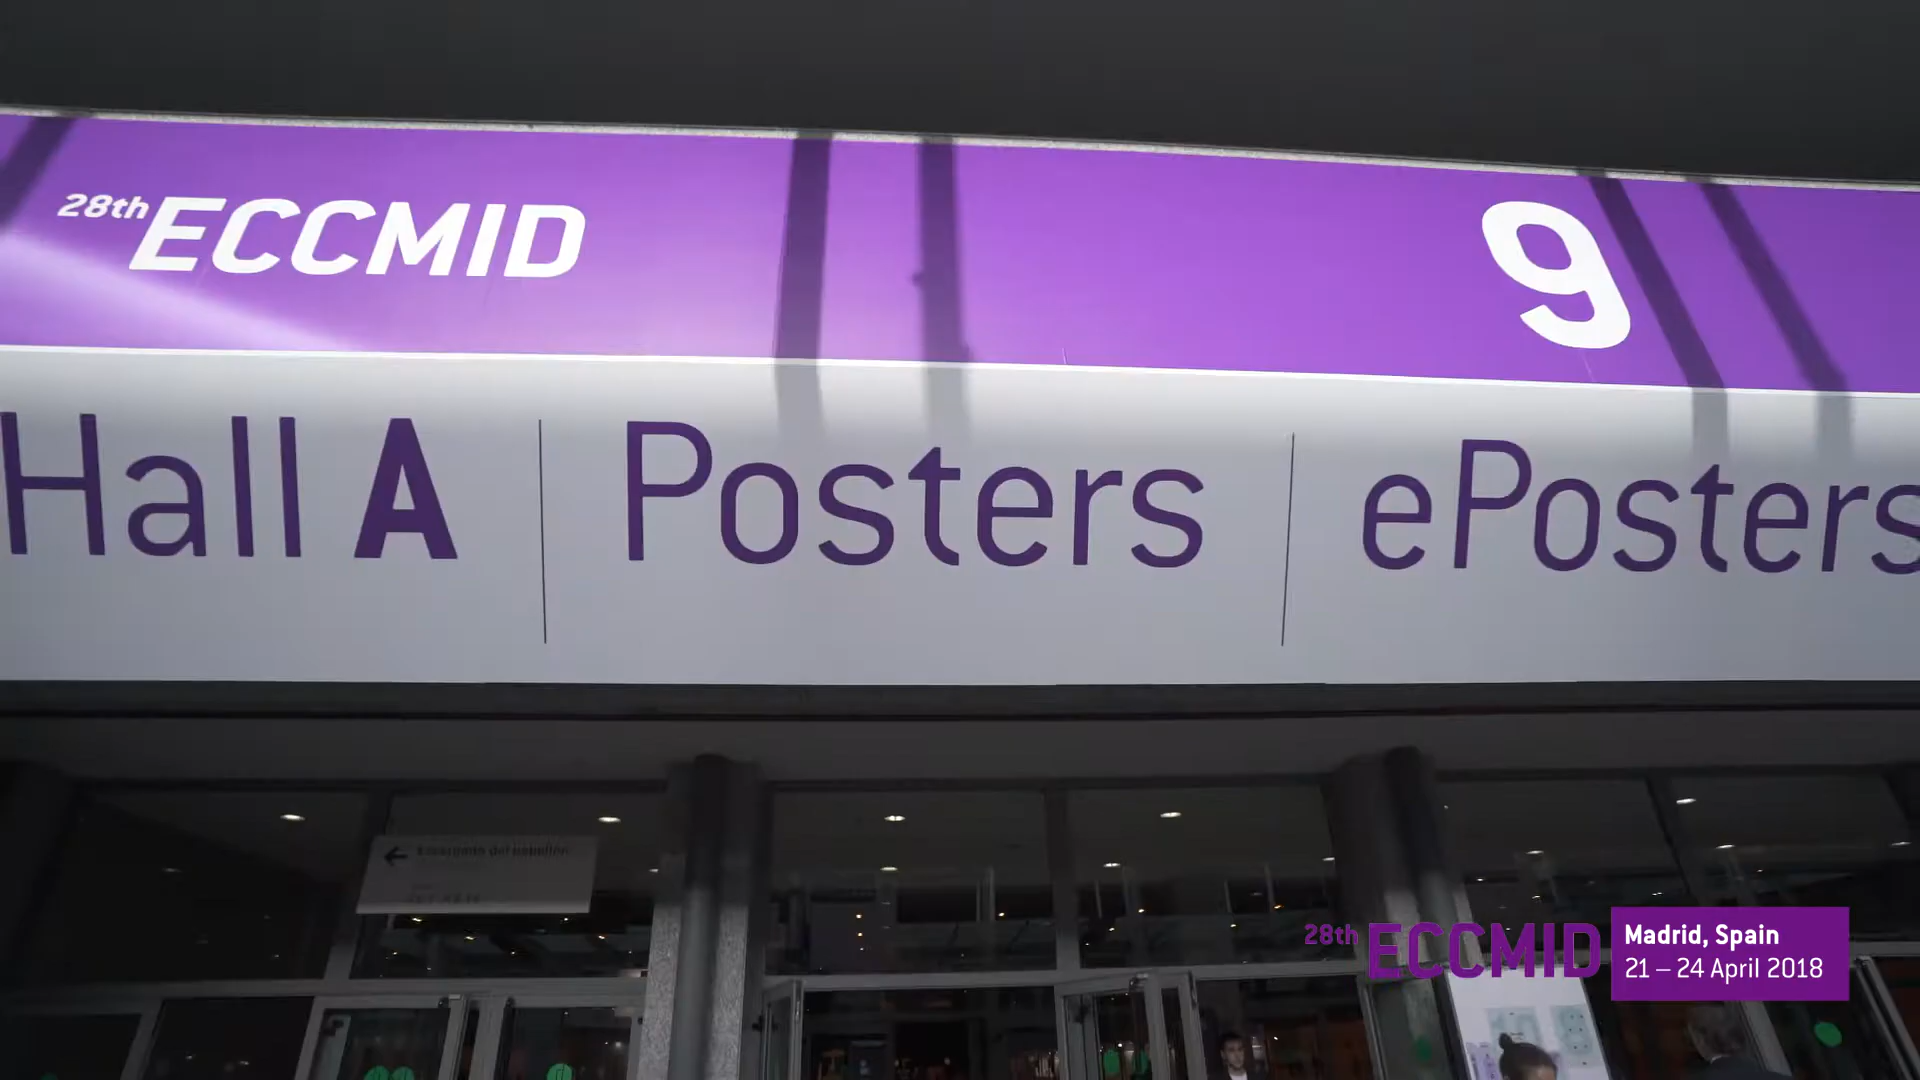 28th ECCMID
9
Hall A
Posters
ePosters
28th ECCMID
Madrid, Spain
21 – 24 April 2018